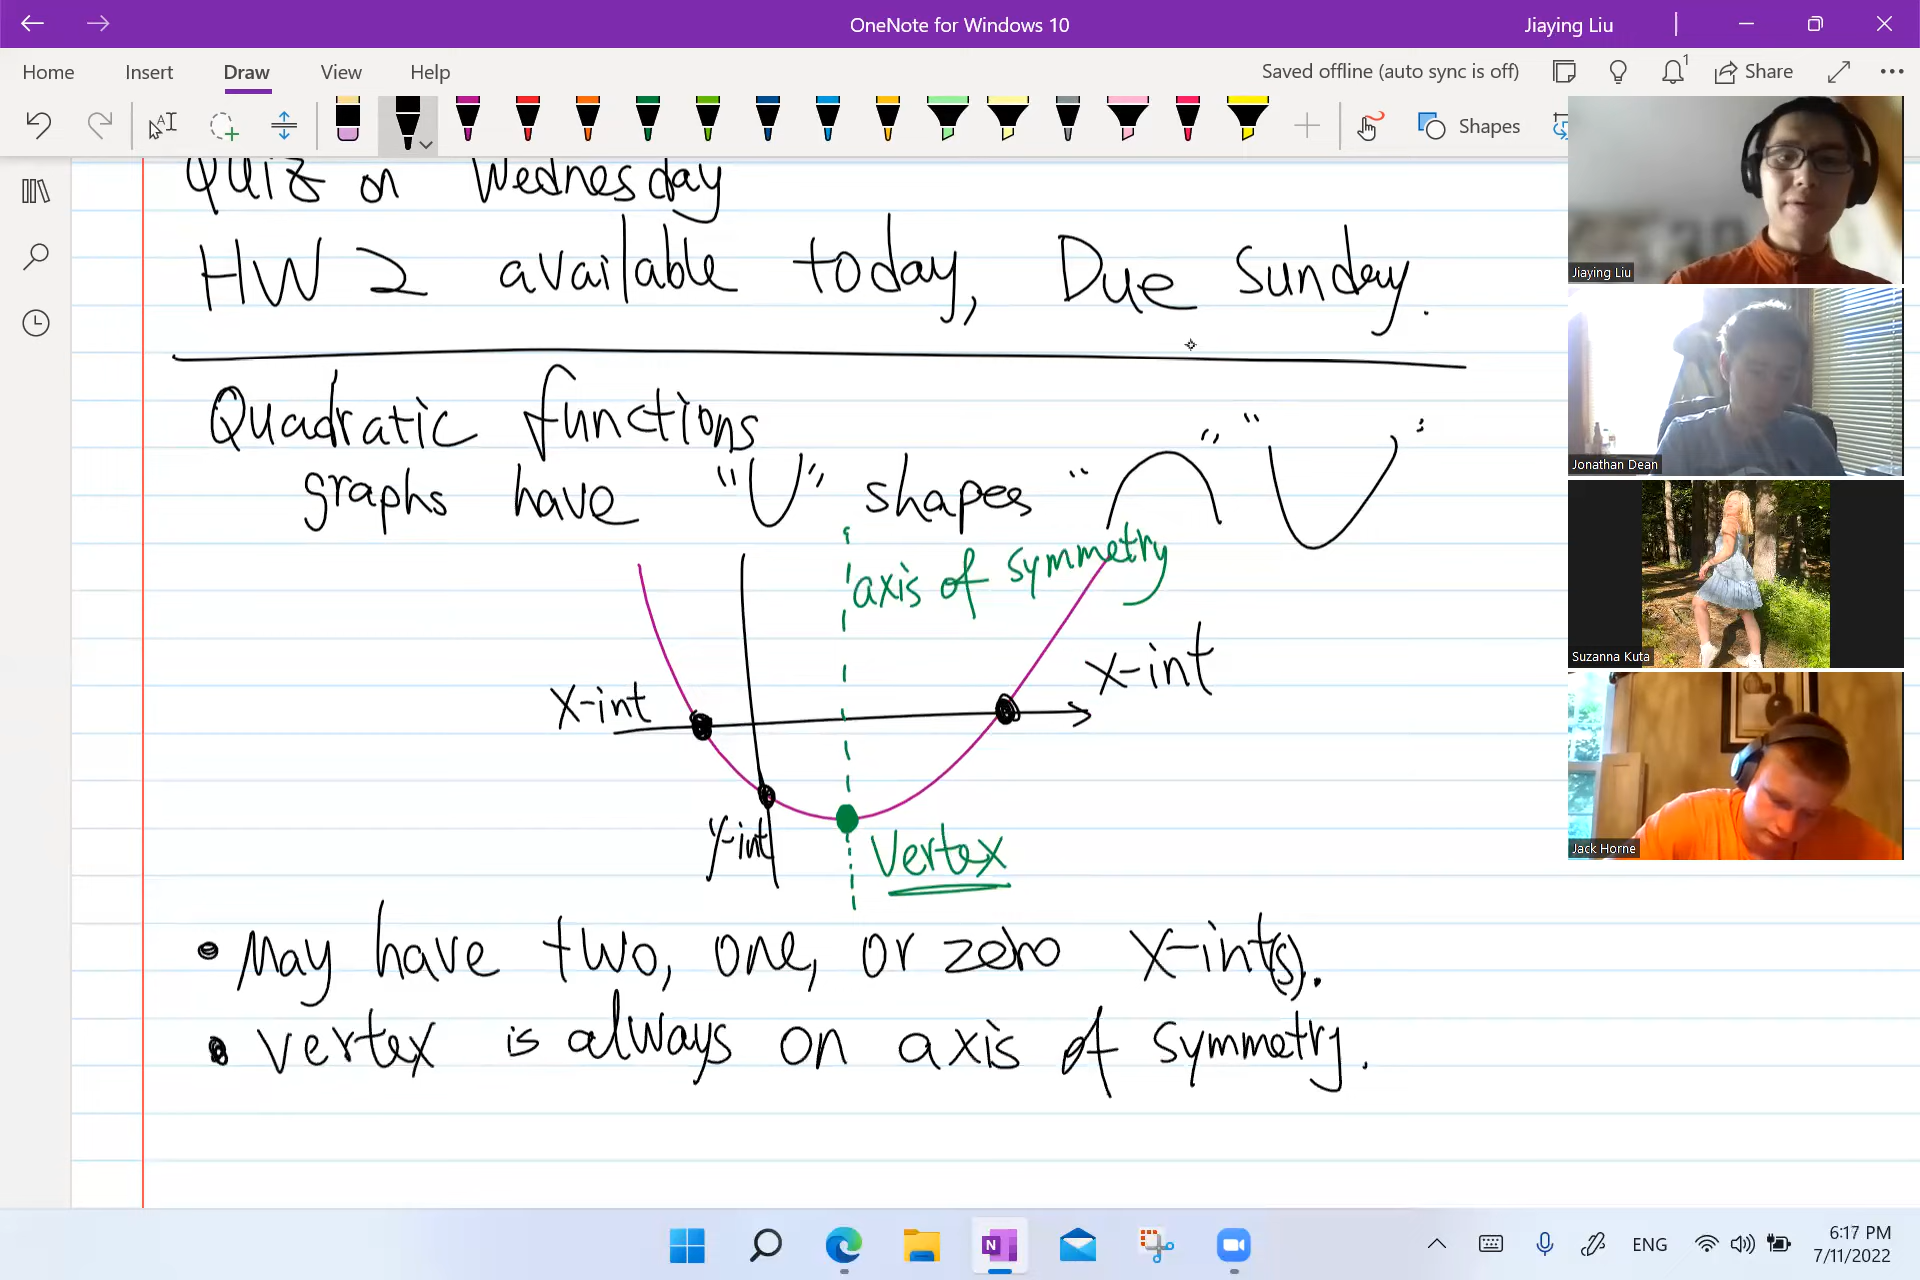 OneNote for Windows 10
Jiaying Liu
Home Insert Draw View Help
Saved offline (auto sync is off)
1
Share
Shapes
Quiz on Wednesday
HW 2 available today, Due Sunday.
Quadratic functions
graphs have "U" shapes
axis of symmetry
x-int
x-int
y-int
Vertex
• May have two, one, or zero x-int(s).
• Vertex is always on axis of symmetry.
Jiaying Liu
Jonathan Dean
Suzanna Kuta
Jack Horne
ENG
6:17 PM
7/11/2022